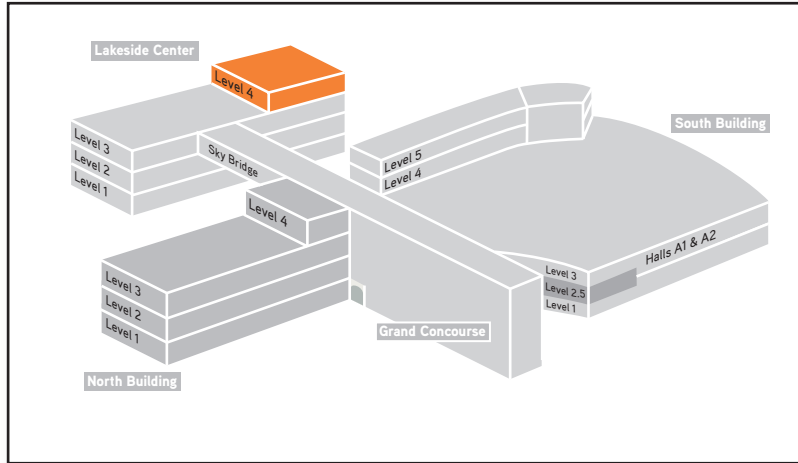 Lakeside Center
Level 4
Level 3
Level 2
Level 1
Sky Bridge
Level 5
Level 4
South Building
Level 4
Level 3
Level 2
Level 1
Level 3
Level 2.5
Level 1
Halls A1 & A2
Grand Concourse
North Building